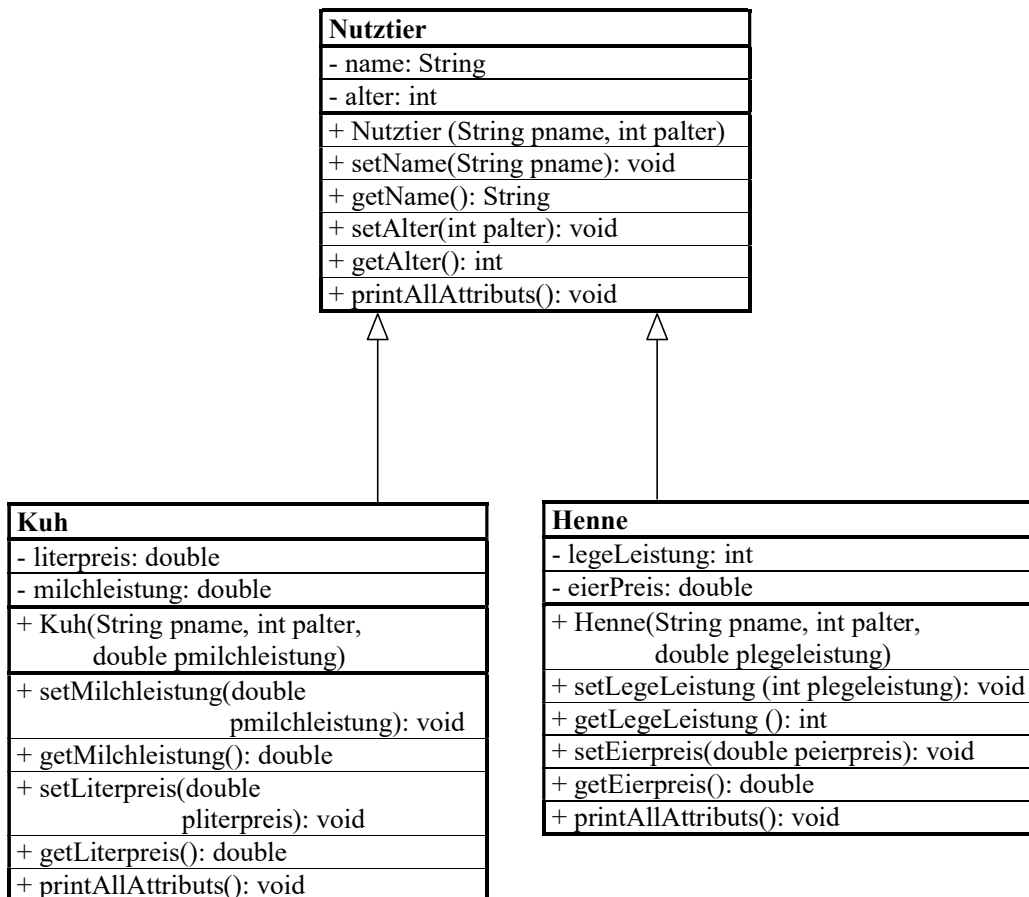 Nutztier
- name: String
- alter: int
+ Nutztier (String pname, int palter)
+ setName(String pname): void
+ getName(): String
+ setAlter(int palter): void
+ getAlter(): int
+ printAllAttributs(): void
Kuh
- literpreis: double
- milchleistung: double
+ Kuh(String pname, int palter,
double pmilchleistung)
+ setMilchleistung(double
pmilchleistung): void
+ getMilchleistung(): double
+ setLiterpreis(double
pliterpreis): void
+ getLiterpreis(): double
+ printAllAttributs(): void
Henne
- legeLeistung: int
- eierPreis: double
+ Henne(String pname, int palter,
double plegeleistung)
+ setLegeLeistung (int plegeleistung): void
+ getLegeLeistung (): int
+ setEierpreis(double peierpreis): void
+ getEierpreis(): double
+ printAllAttributs(): void